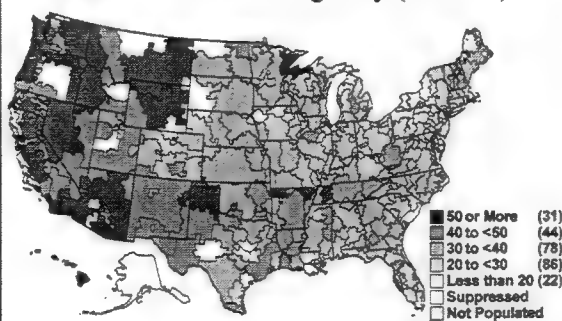 50 or More (31)
40 to <50 (44)
30 to <40 (78)
20 to <30 (86)
Less than 20 (22)
Suppressed
Not Populated